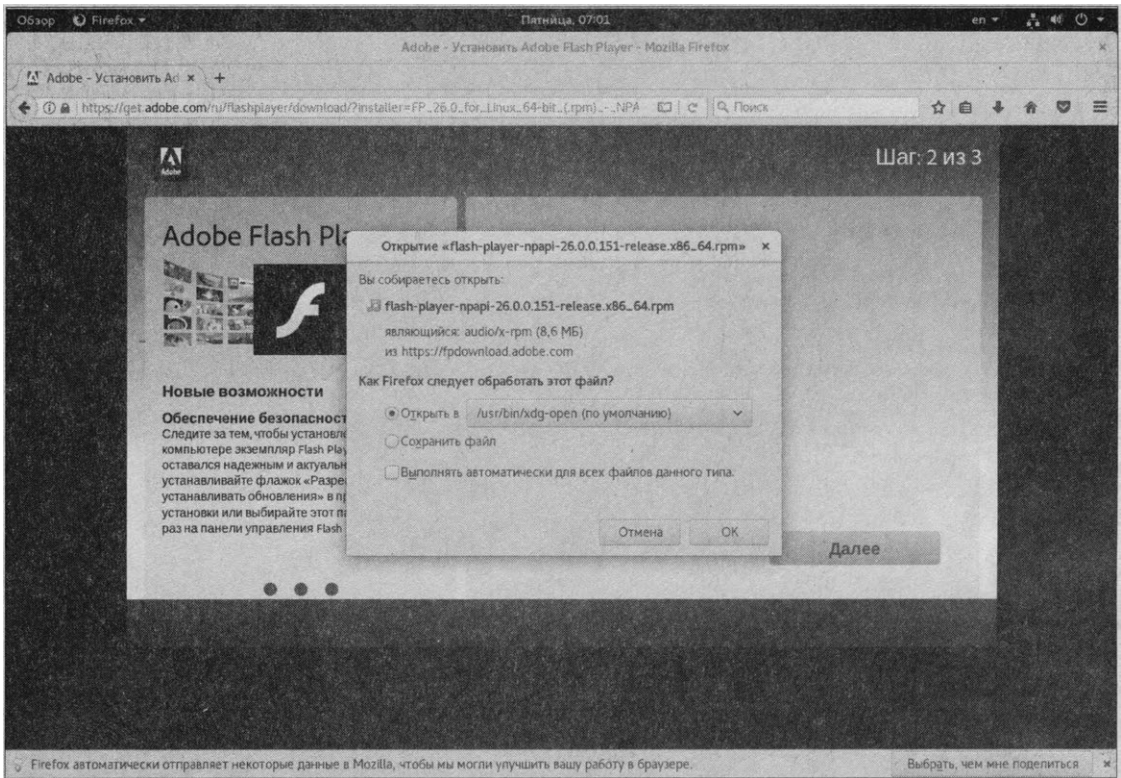 Обзор Firefox Пятница, 07:01 en
Adobe - Установить Adobe Flash Player - Mozilla Firefox
Adobe - Установить Ad
https://get.adobe.com/ru/flashplayer/download/?installer=FP_26.0_for_Linux_64-bit_(.rpm)_-_NPA Поиск
Adobe
Шаг: 2 из 3
Adobe Flash Pla
Открытие «flash-player-npapi-26.0.0.151-release.x86_64.rpm»
Вы собираетесь открыть:
flash-player-npapi-26.0.0.151-release.x86_64.rpm
являющийся: audio/x-rpm (8,6 МБ)
из https://fpdownload.adobe.com
Как Firefox следует обработать этот файл?
Открыть в /usr/bin/xdg-open (по умолчанию)
Сохранить файл
Выполнять автоматически для всех файлов данного типа.
Отмена OK
Новые возможности
Обеспечение безопасност
Следите за тем, чтобы установле
компьютере экземпляр Flash Play
оставался надежным и актуальн
устанавливайте флажок «Разре
устанавливать обновления» в пр
установки или выбирайте этот па
раз на панели управления Flash
Далее
Firefox автоматически отправляет некоторые данные в Mozilla, чтобы мы могли улучшить вашу работу в браузере. Выбрать, чем мне поделиться